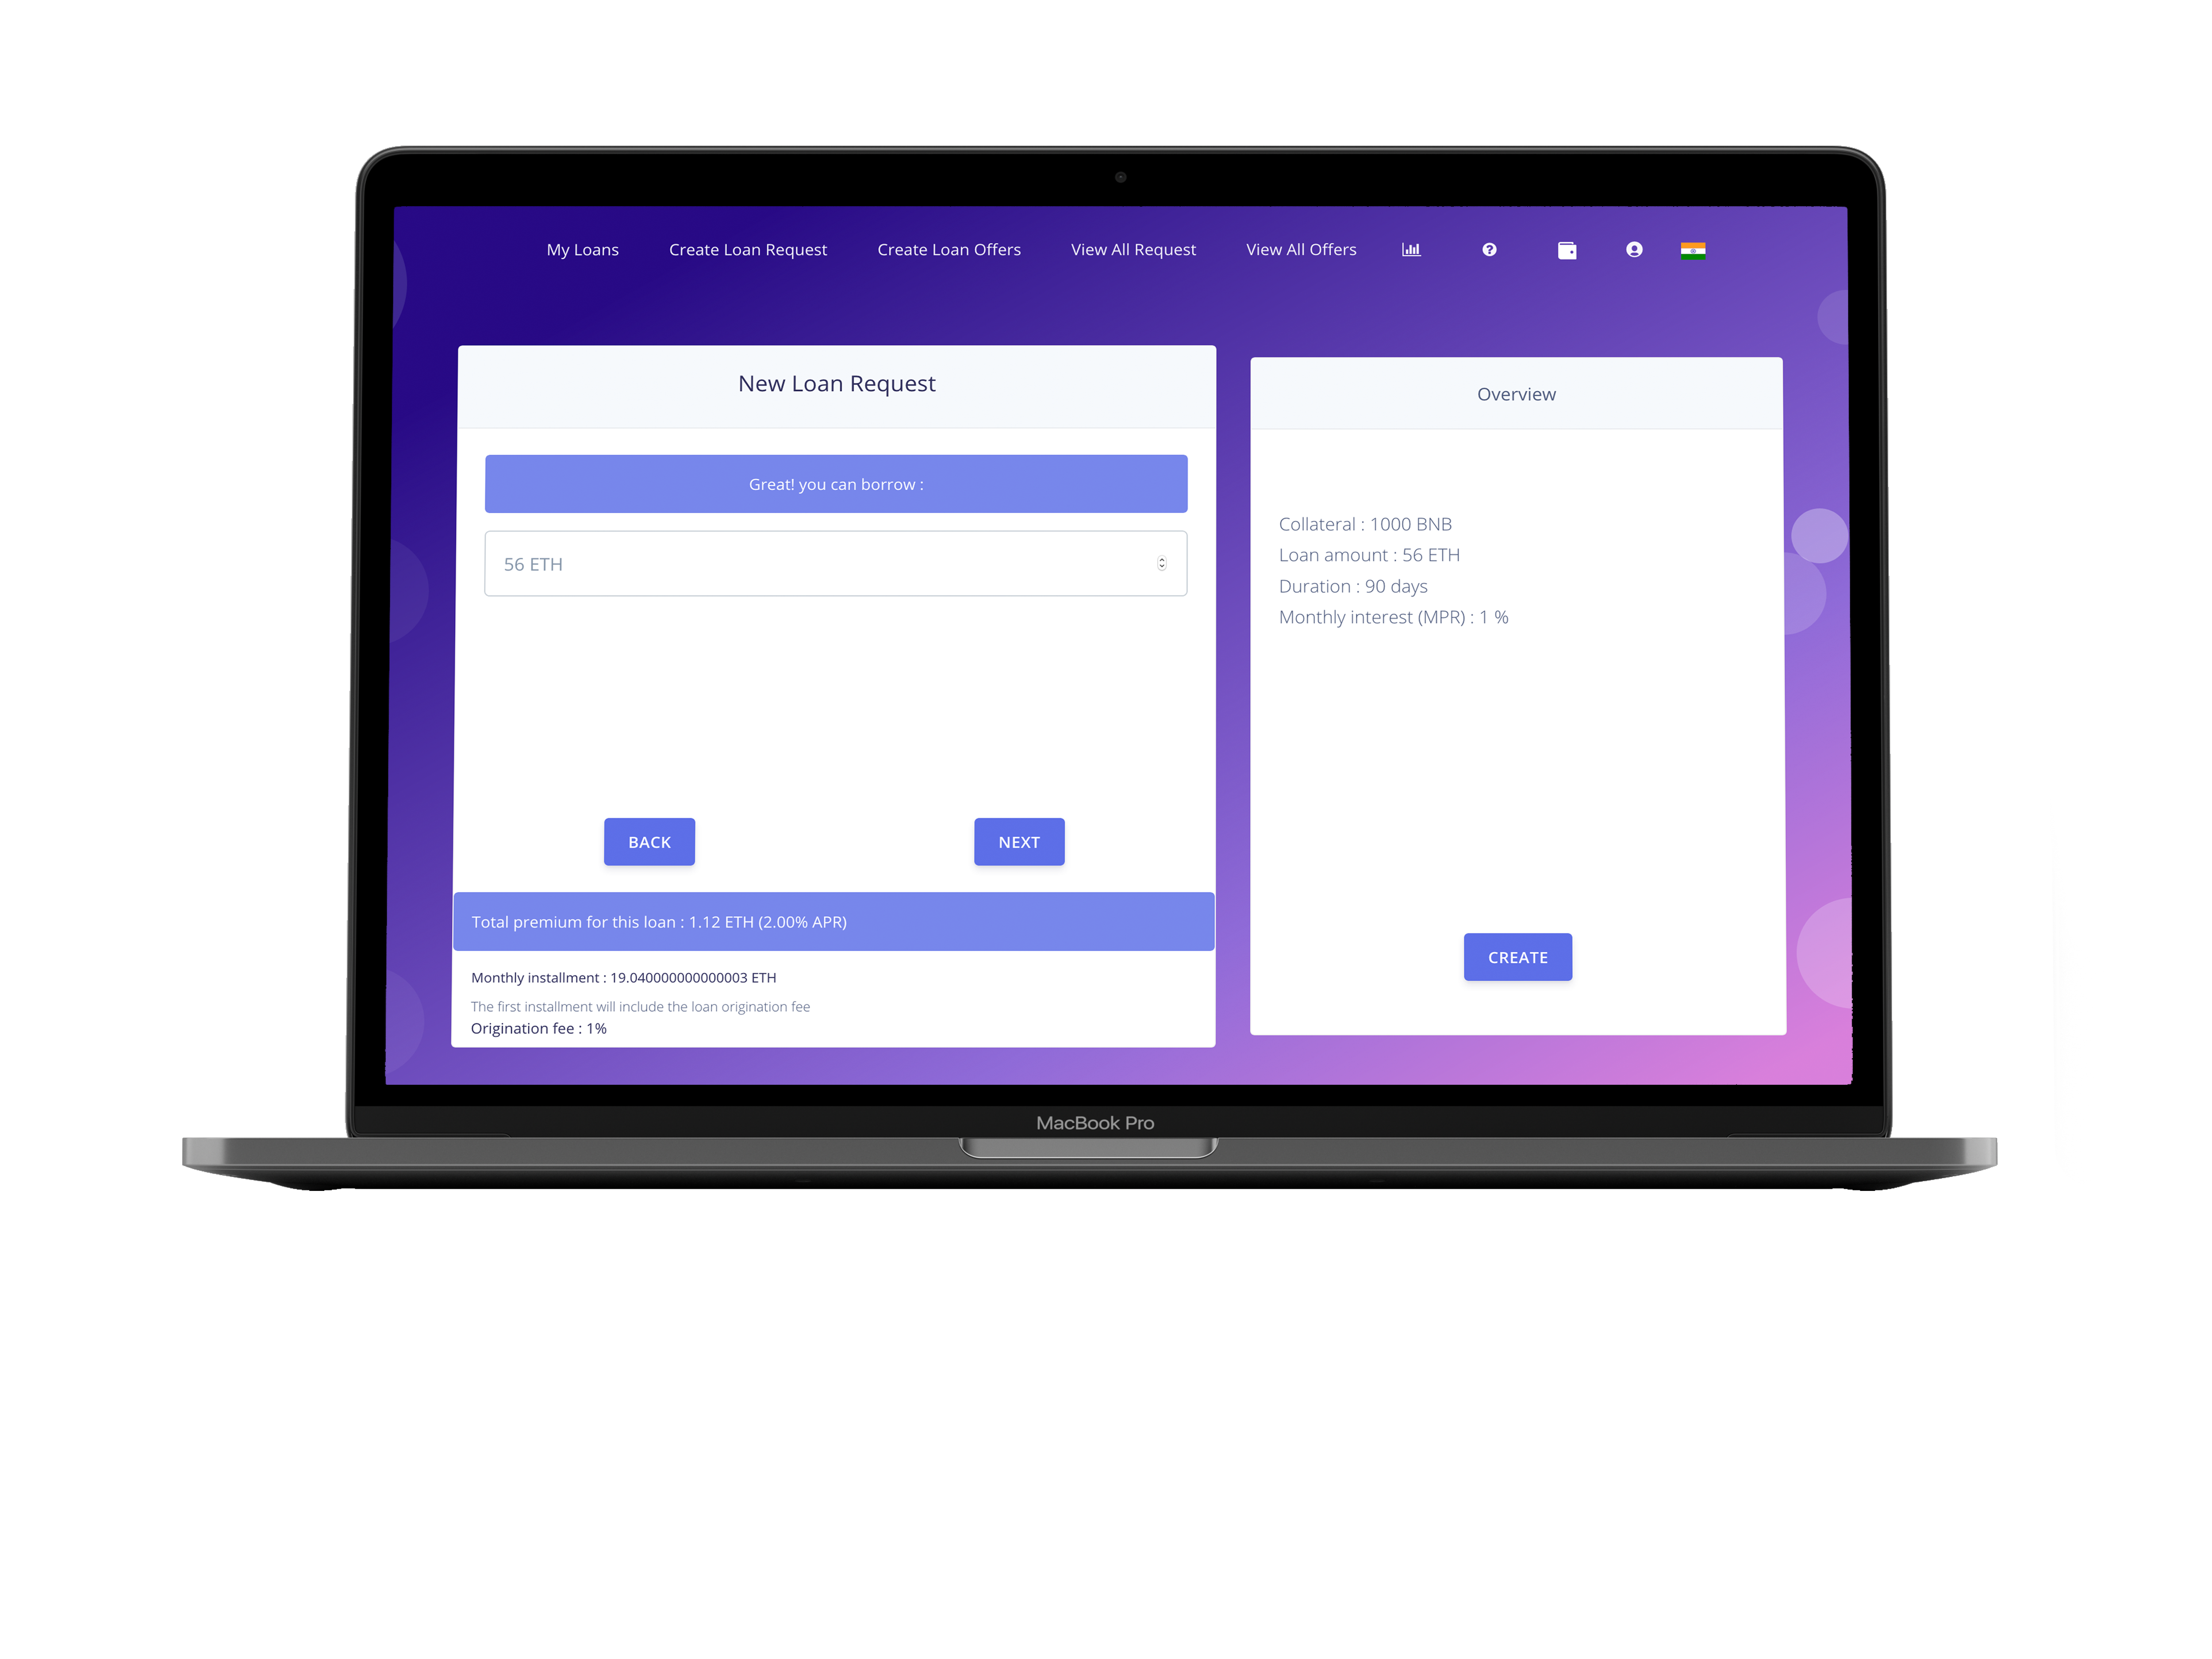 My Loans Create Loan Request Create Loan Offers View All Request View All Offers
New Loan Request
Great! you can borrow :
56 ETH
BACK NEXT
Total premium for this loan : 1.12 ETH (2.00% APR)
Monthly installment : 19.040000000000003 ETH
The first installment will include the loan origination fee
Origination fee : 1%
Overview
Collateral : 1000 BNB
Loan amount : 56 ETH
Duration : 90 days
Monthly interest (MPR) : 1 %
CREATE
MacBook Pro